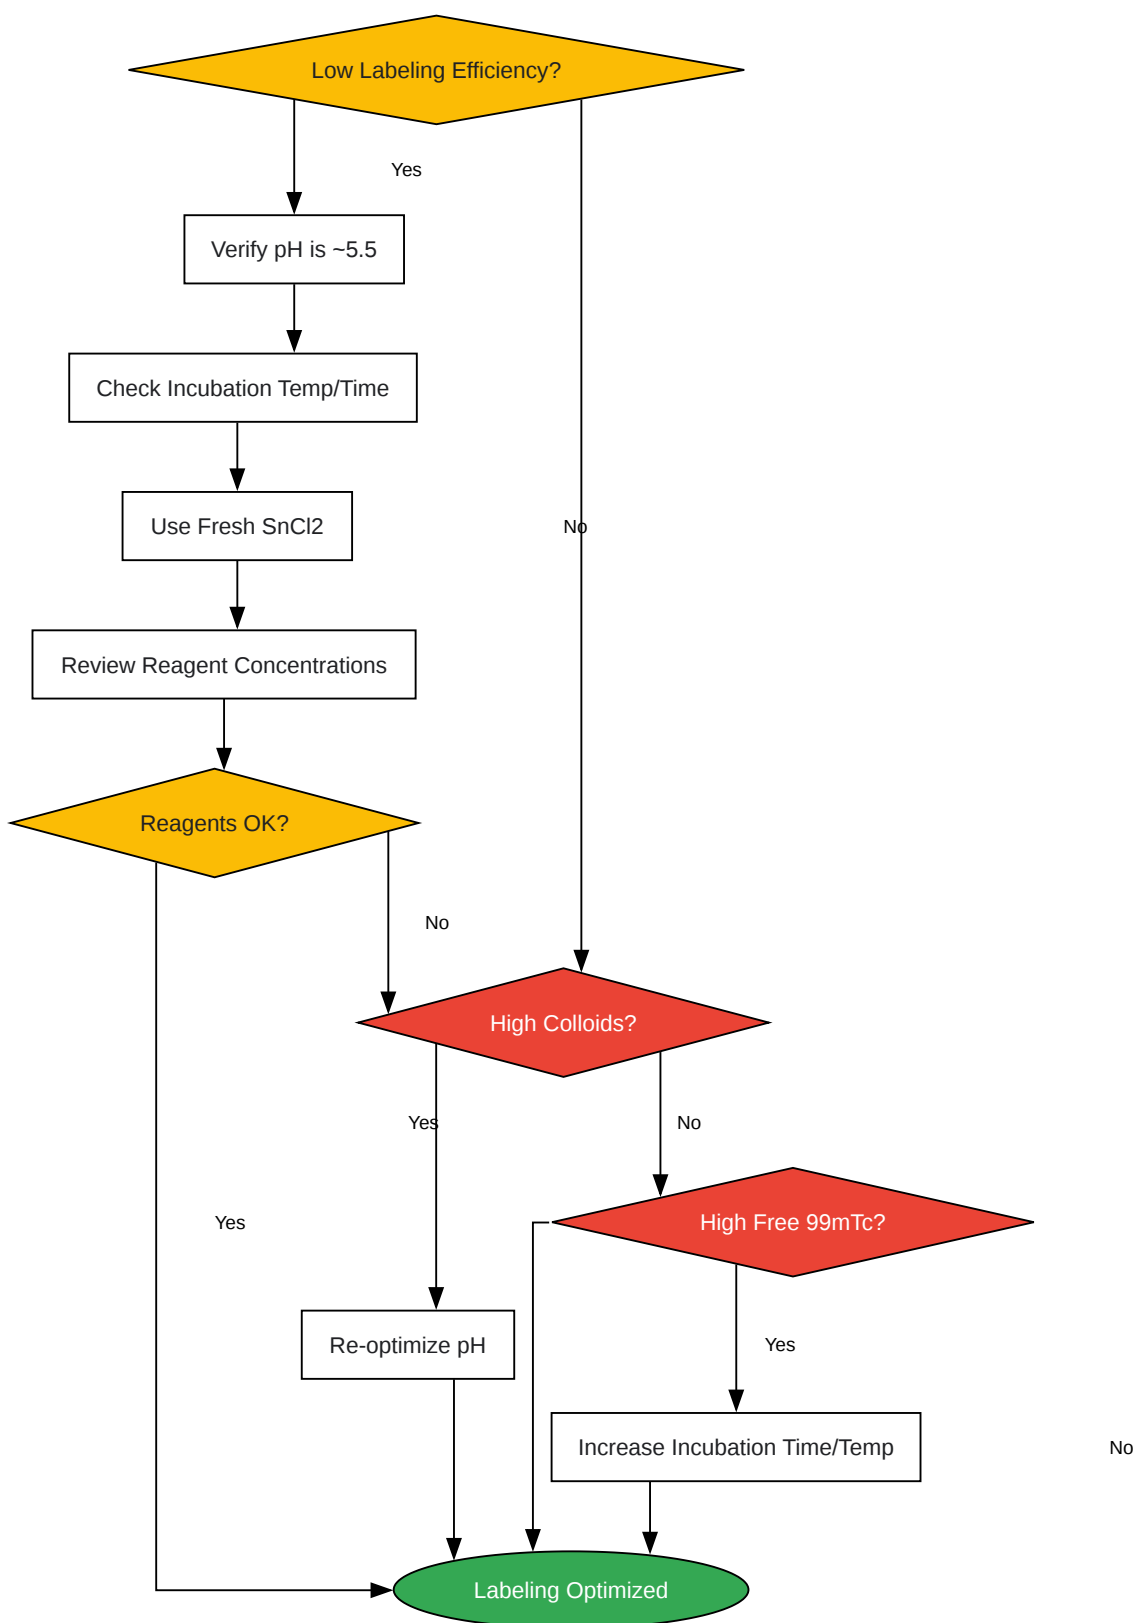 Low Labeling Efficiency?
Yes
Verify pH is ~5.5
Check Incubation Temp/Time
Use Fresh SnCl2
No
Review Reagent Concentrations
Reagents OK?
No
High Colloids?
Yes
No
Yes
High Free 99mTc?
Re-optimize pH
Yes
Increase Incubation Time/Temp
No
Labeling Optimized